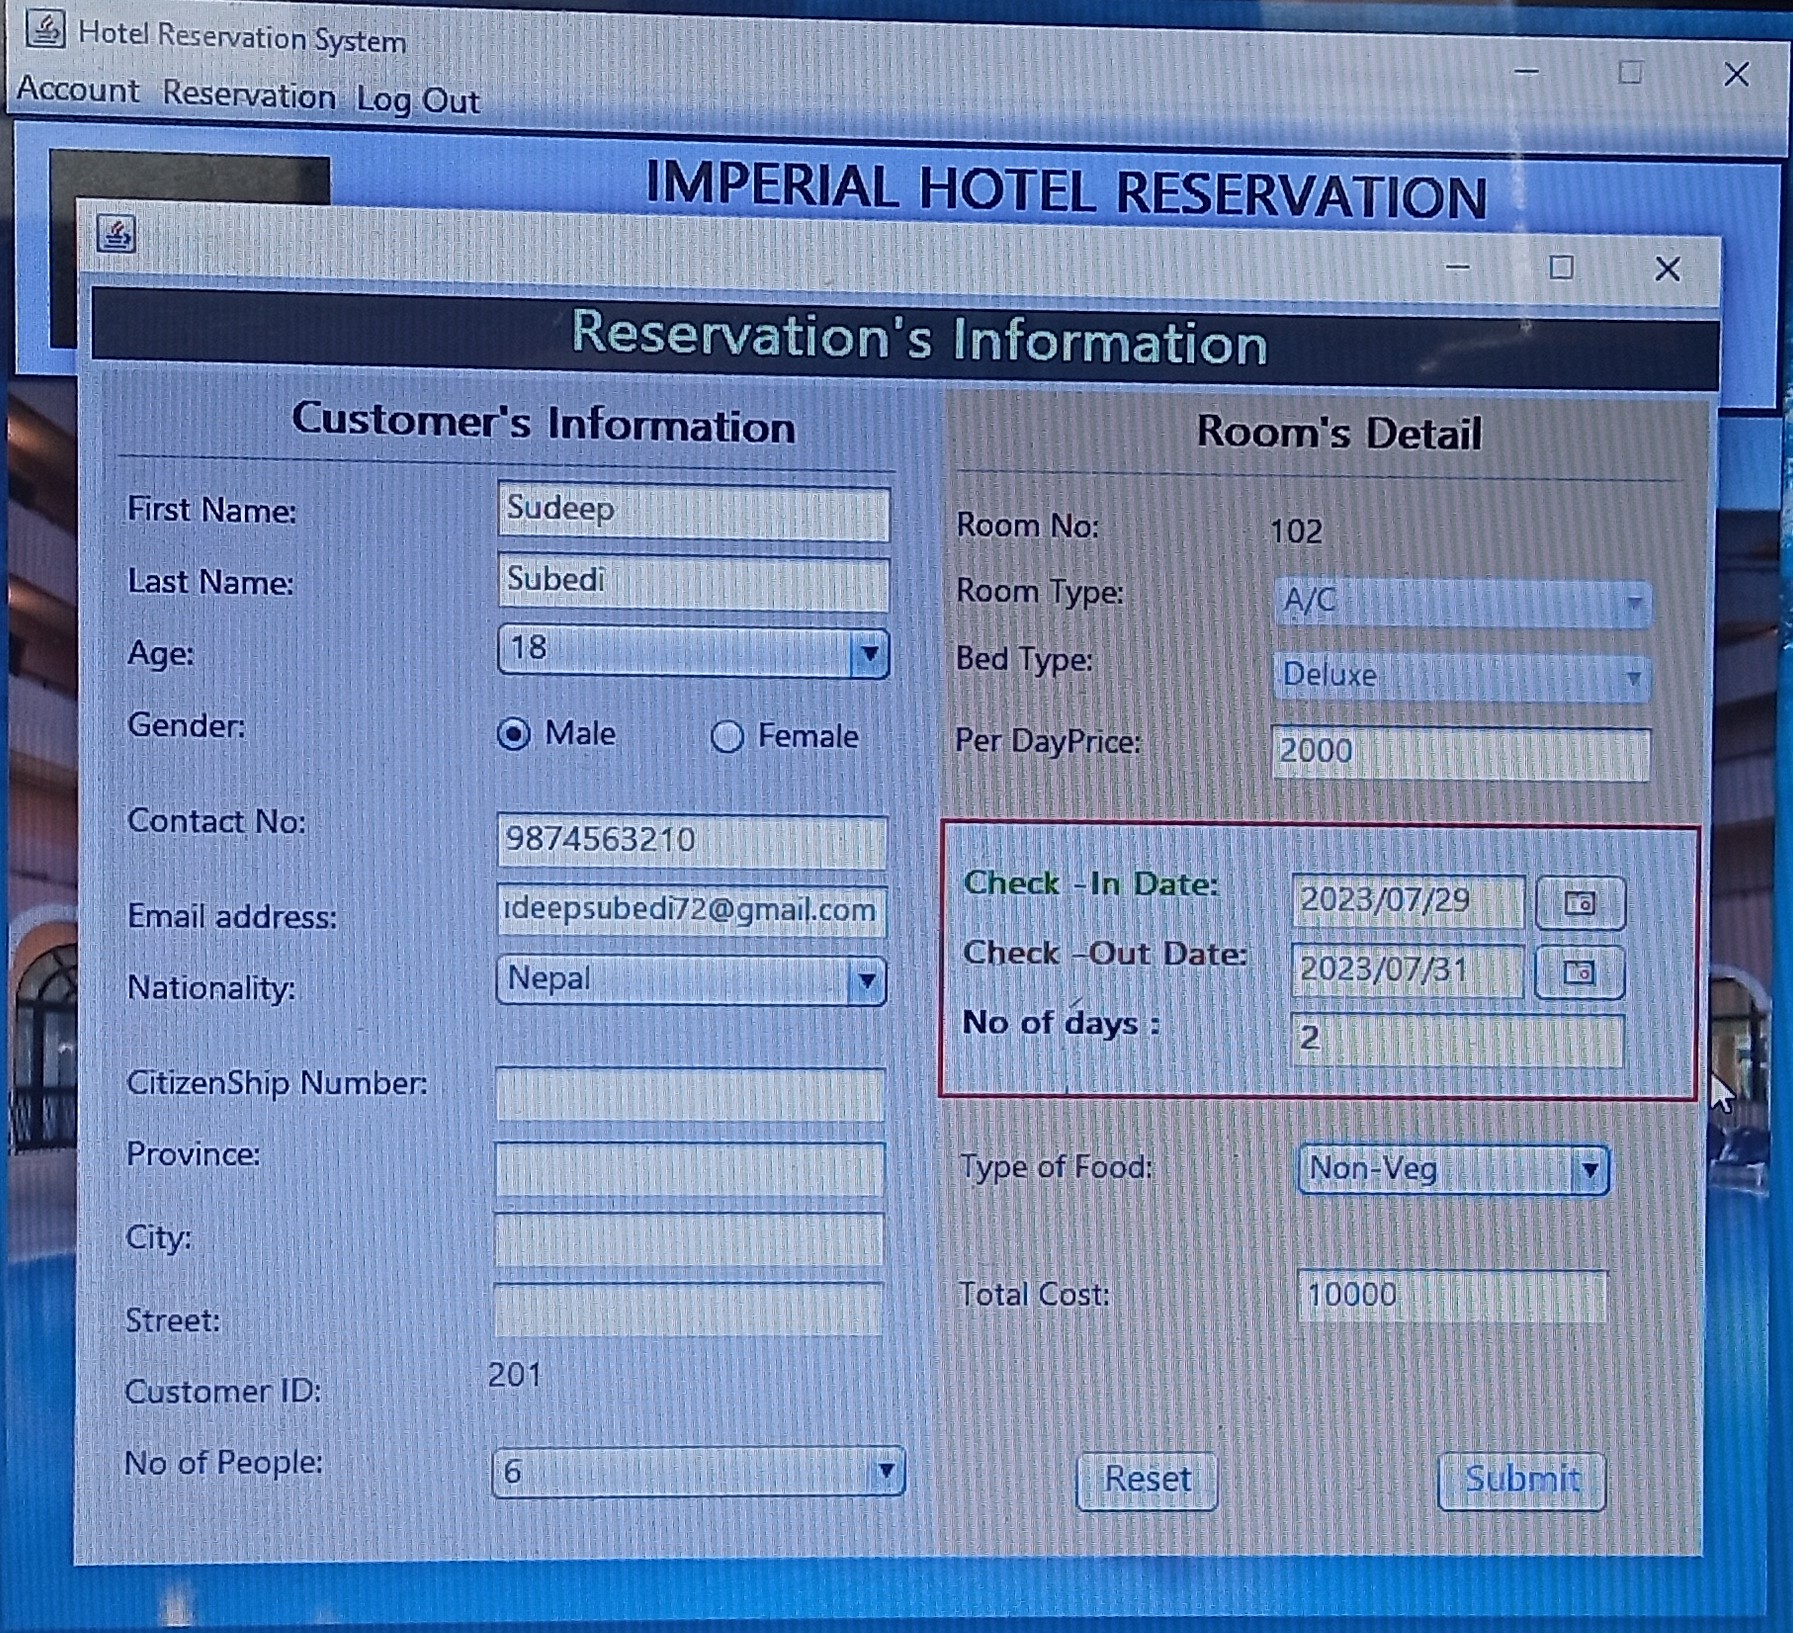 Hotel Reservation System
Account Reservation Log Out
IMPERIAL HOTEL RESERVATION
Reservation's Information
Customer's Information
First Name: Sudeep
Last Name: Subedi
Age: 18
Gender: Male Female
Contact No: 9874563210
Email address: deepsubedi72@gmail.com
Nationality: Nepal
CitizenShip Number:
Province:
City:
Street:
Customer ID: 201
No of People: 6
Room's Detail
Room No: 102
Room Type: A/C
Bed Type: Deluxe
Per DayPrice: 2000
Check -In Date: 2023/07/29
Check -Out Date: 2023/07/31
No of days : 2
Type of Food: Non-Veg
Total Cost: 10000
Reset Submit